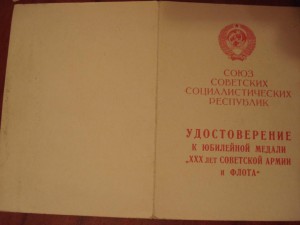 СОЮЗ
СОВЕТСКИХ
СОЦИАЛИСТИЧЕСКИХ
РЕСПУБЛИК
УДОСТОВЕРЕНИЕ
К ЮБИЛЕЙНОЙ МЕДАЛИ
„XXX ЛЕТ СОВЕТСКОЙ АРМИИ
И ФЛОТА“